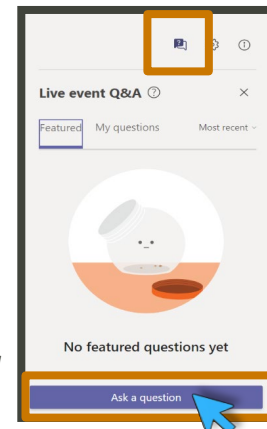 Live event Q&A
Featured My questions Most recent
No featured questions yet
Ask a question